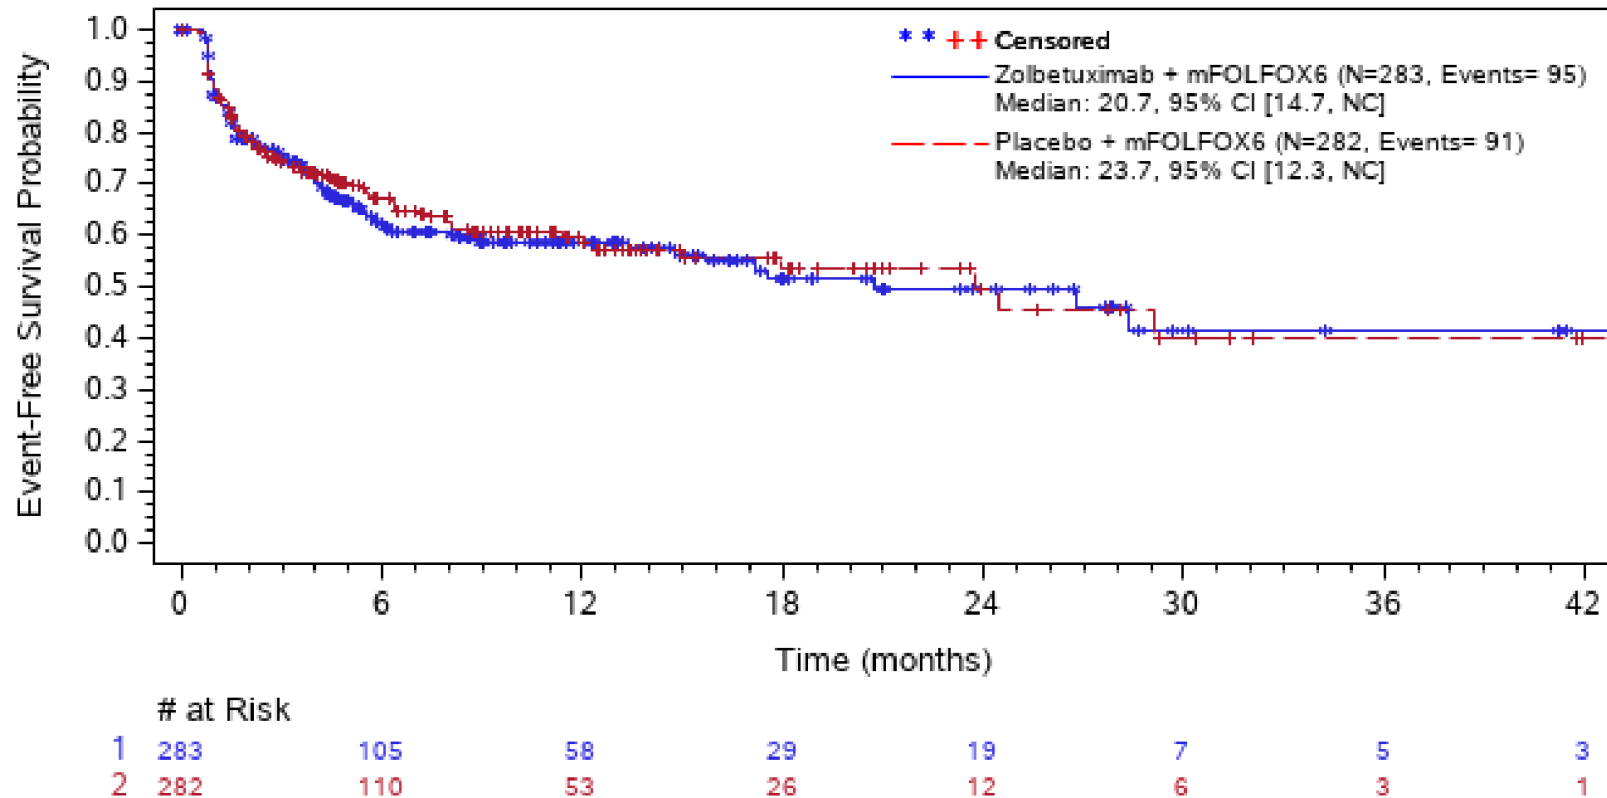 Event-Free Survival Probability
1.0
0.9
0.8
0.7
0.6
0.5
0.4
0.3
0.2
0.1
0.0
Censored
Zolbetuximab + mFOLFOX6 (N=283, Events= 95)
Median: 20.7, 95% CI [14.7, NC]
Placebo + mFOLFOX6 (N=282, Events= 91)
Median: 23.7, 95% CI [12.3, NC]
0 6 12 18 24 30 36 42
Time (months)
# at Risk
1 283 105 58 29 19 7 5 3
2 282 110 53 26 12 6 3 1